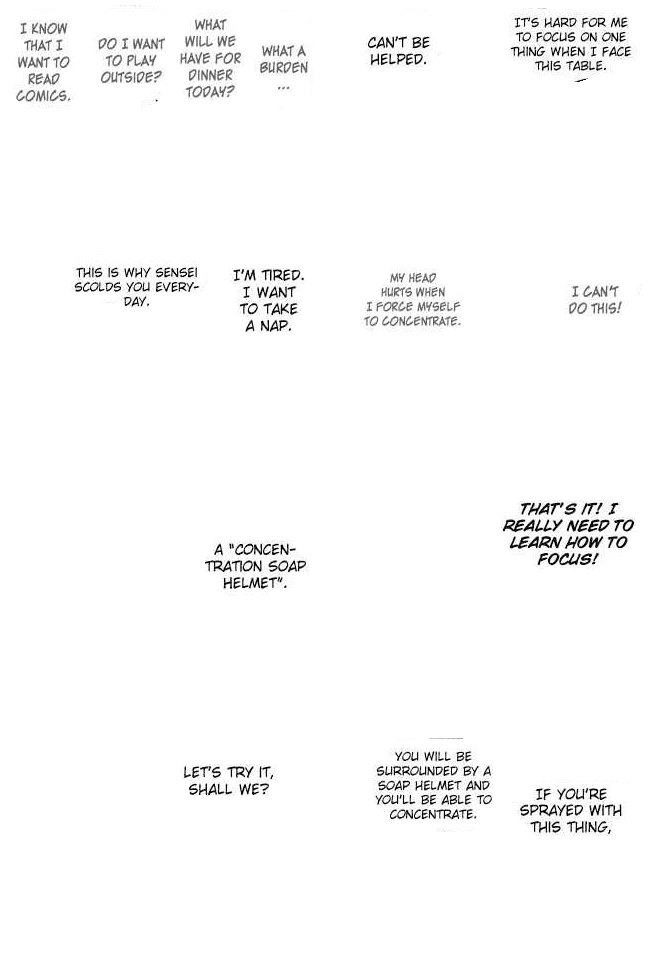 IT'S HARD FOR ME
TO FOCUS ON ONE
THING WHEN I FACE
THIS TABLE.
CAN'T BE
HELPED.
WHAT A
BURDEN
...
WHAT
WILL WE
HAVE FOR
DINNER
TODAY?
DO I WANT
TO PLAY
OUTSIDE?
I KNOW
THAT I
WANT TO
READ
COMICS.
I CAN'T
DO THIS!
MY HEAD
HURTS WHEN
I FORCE MYSELF
TO CONCENTRATE.
I'M TIRED.
I WANT
TO TAKE
A NAP.
THIS IS WHY SENSEI
SCOLDS YOU EVERY-
DAY.
THAT'S IT! I
REALLY NEED TO
LEARN HOW TO
FOCUS!
A "CONCEN-
TRATION SOAP
HELMET".
IF YOU'RE
SPRAYED WITH
THIS THING,
YOU WILL BE
SURROUNDED BY A
SOAP HELMET AND
YOU'LL BE ABLE TO
CONCENTRATE.
LET'S TRY IT,
SHALL WE?